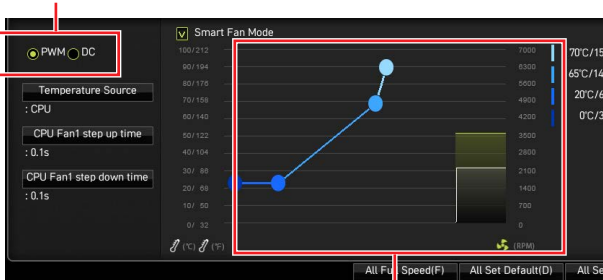 Smart Fan Mode
PWM DC
100/212 7000 70°C/15
90/194 6300
80/176 5600 65°C/14
70/158 4900 20°C/6
60/140 4200 0°C/3
50/122 3500
40/104 2800
30/ 86 2100
20/ 68 1400
10/ 50 700
0/ 32 0
(°C) (°F) (RPM)
Temperature Source
: CPU
CPU Fan1 step up time
: 0.1s
CPU Fan1 step down time
: 0.1s
All Full Speed(F) All Set Default(D) All Se